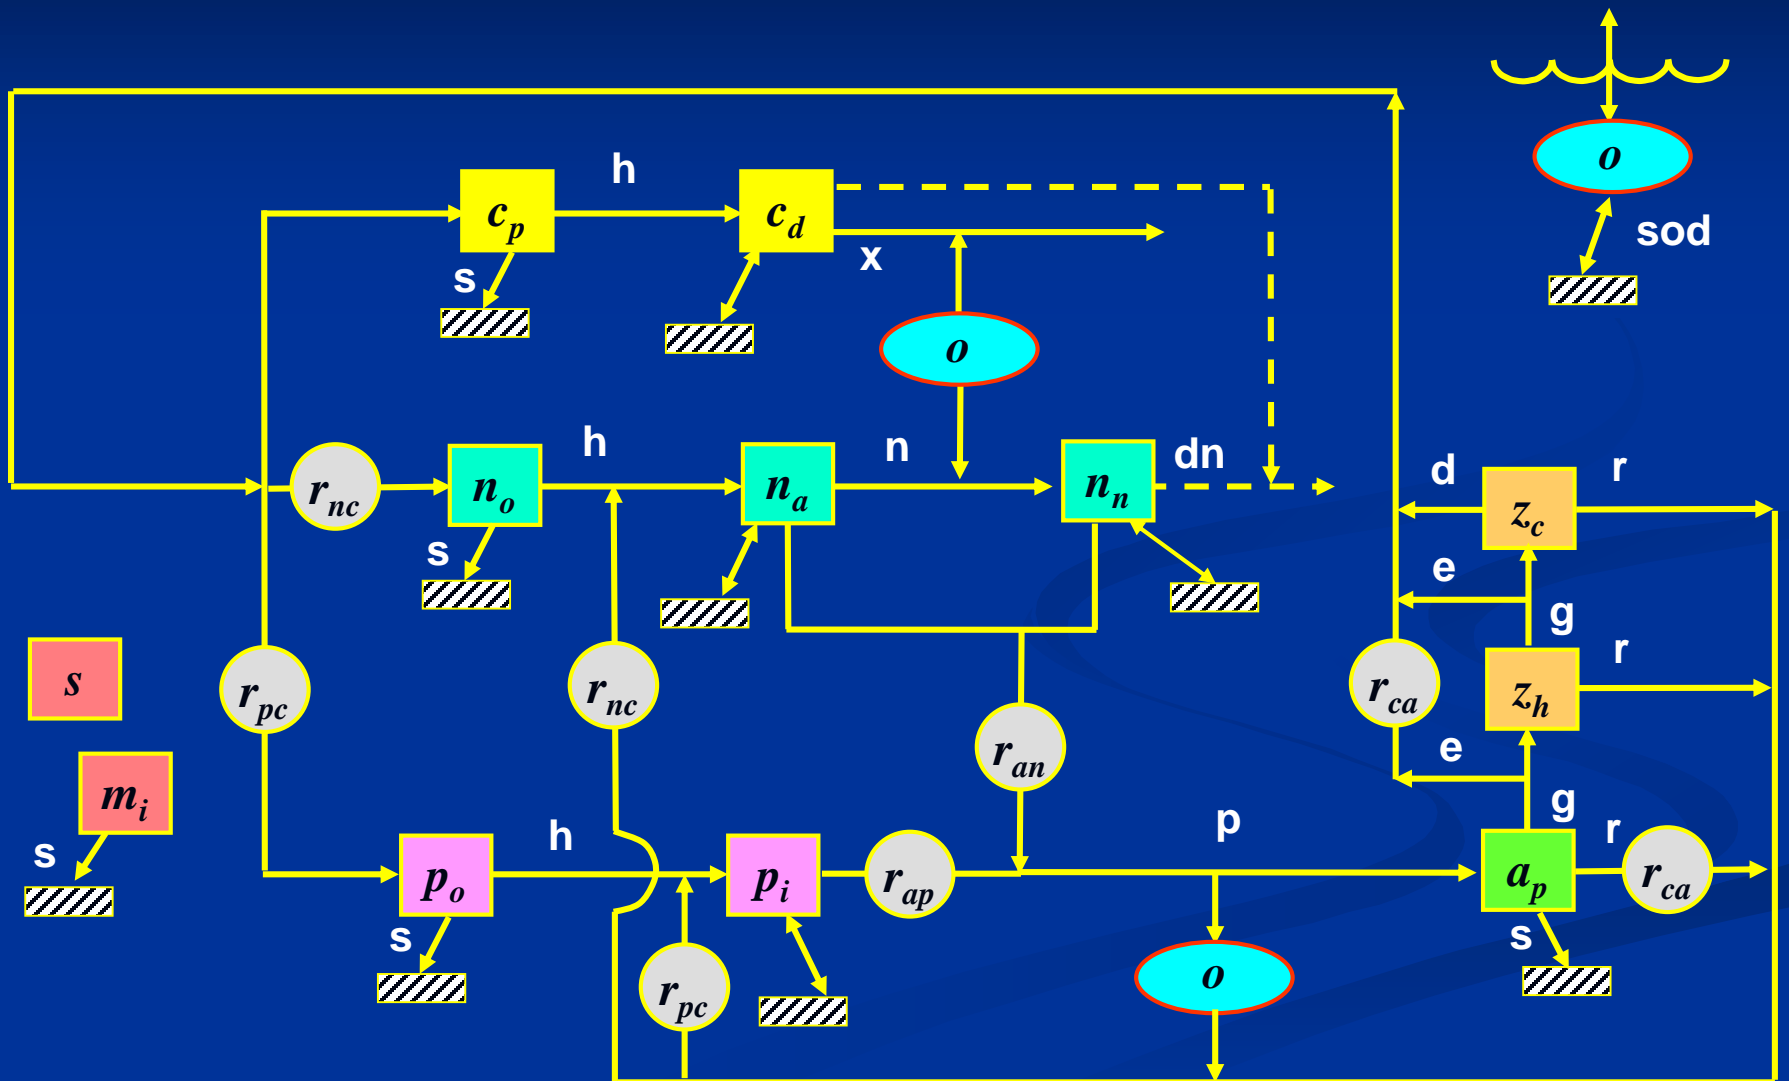 o
sod
h
c_p
c_d
s
x
o
h
n
dn
d
r
r_nc
n_o
n_a
n_n
z_c
s
e
g
r
s
r_pc
r_nc
r_an
r_ca
z_h
e
m_i
g
s
h
p
r
p_o
p_i
r_ap
a_p
r_ca
s
s
r_pc
o